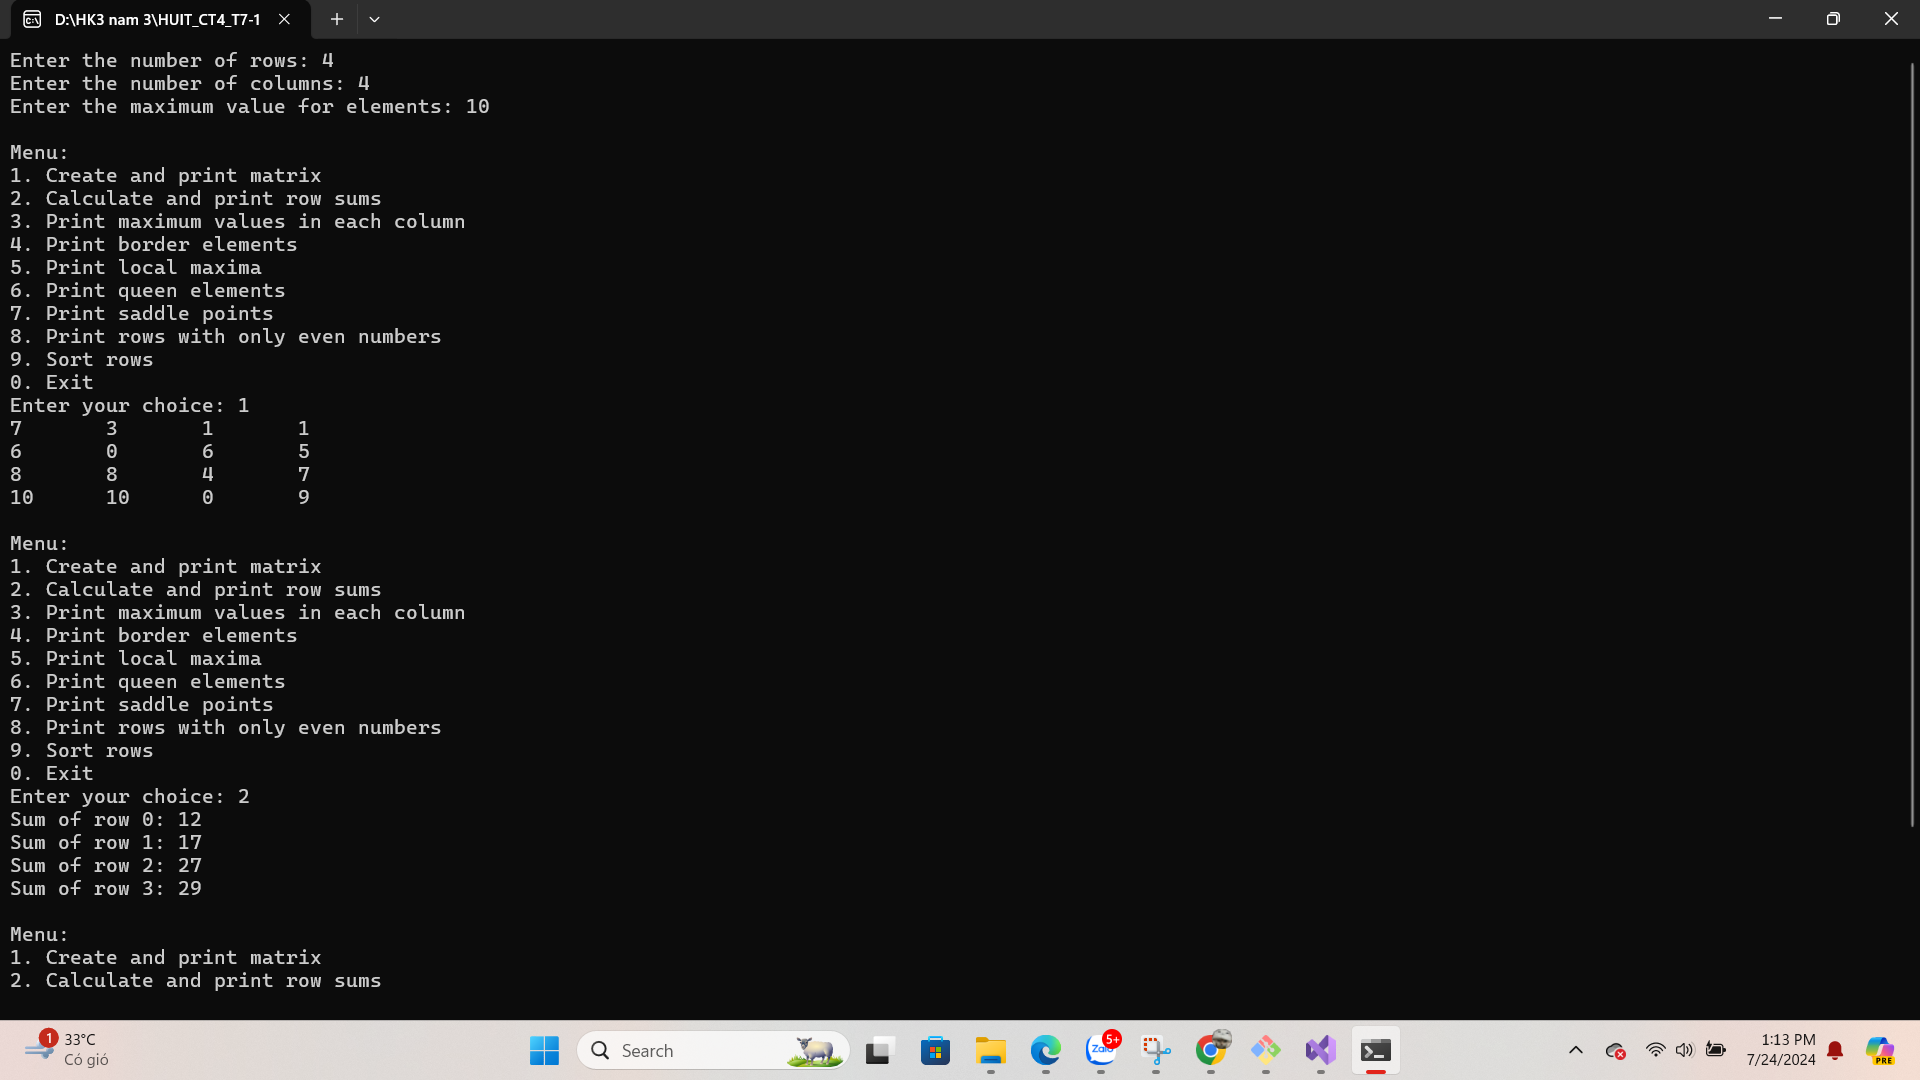 D:\HK3 nam 3\HUIT_CT4_T7-1
Enter the number of rows: 4
Enter the number of columns: 4
Enter the maximum value for elements: 10
Menu:
1. Create and print matrix
2. Calculate and print row sums
3. Print maximum values in each column
4. Print border elements
5. Print local maxima
6. Print queen elements
7. Print saddle points
8. Print rows with only even numbers
9. Sort rows
0. Exit
Enter your choice: 1
7 3 1 1
6 0 6 5
8 8 4 7
10 10 0 9
Menu:
1. Create and print matrix
2. Calculate and print row sums
3. Print maximum values in each column
4. Print border elements
5. Print local maxima
6. Print queen elements
7. Print saddle points
8. Print rows with only even numbers
9. Sort rows
0. Exit
Enter your choice: 2
Sum of row 0: 12
Sum of row 1: 17
Sum of row 2: 27
Sum of row 3: 29
Menu:
1. Create and print matrix
2. Calculate and print row sums
1
33°C
Có gió
Search
Zalo
5+
1:13 PM
7/24/2024
PRE